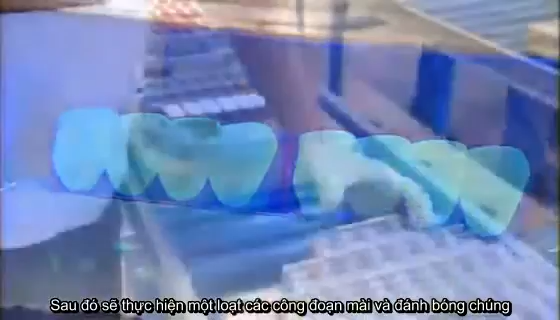 Sau đó sẽ thực hiện một loạt các công đoạn mài và đánh bóng chúng